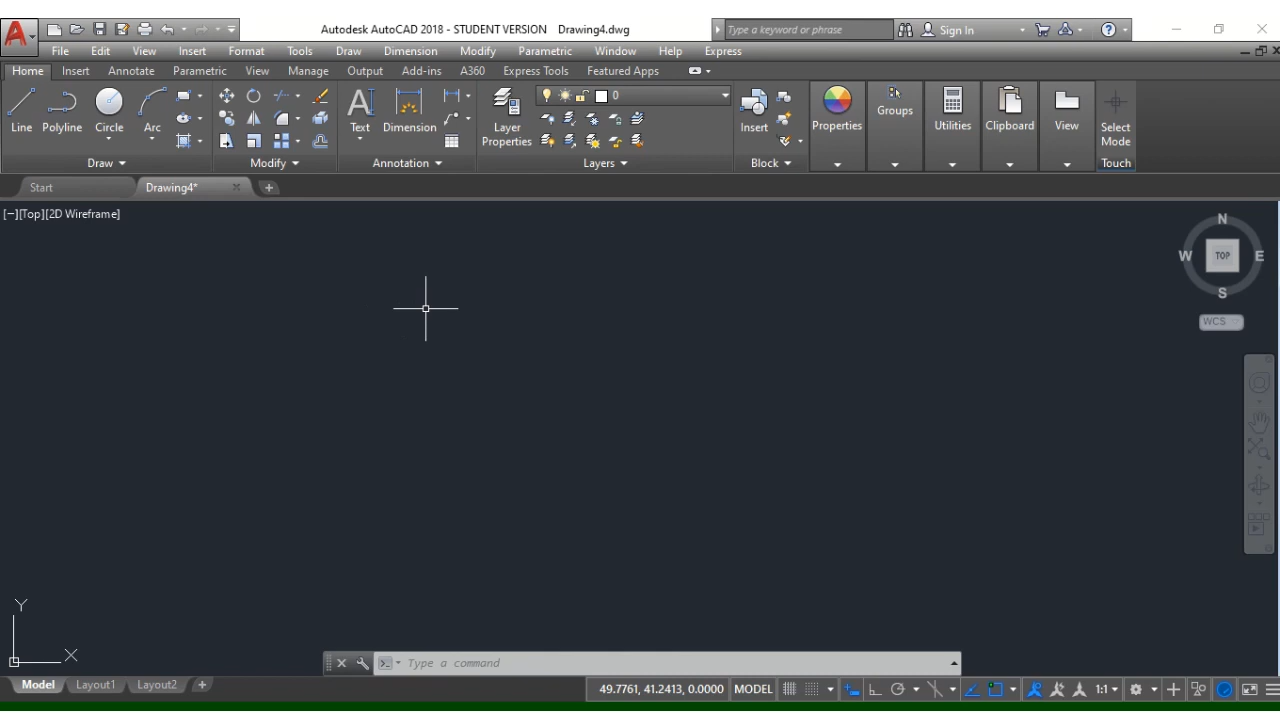 Autodesk AutoCAD 2018 - STUDENT VERSION Drawing4.dwg
Type a keyword or phrase
Sign In
File Edit View Insert Format Tools Draw Dimension Modify Parametric Window Help Express
Home Insert Annotate Parametric View Manage Output Add-ins A360 Express Tools Featured Apps
Line Polyline Circle Arc
Text Dimension
Layer Properties
0
Insert
Properties Groups Utilities Clipboard View
Select Mode
Draw Modify Annotation Layers Block Touch
Start Drawing4*
[−][Top][2D Wireframe]
N
W TOP E
S
WCS
Y
X
Type a command
Model Layout1 Layout2
49.7761, 41.2413, 0.0000 MODEL 1:1